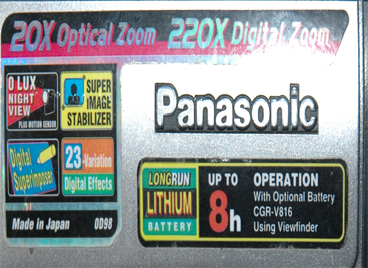 20X Optical Zoom 220X Digital Zoom
0 LUX
NIGHT
VIEW
PLUS MOTION SENSOR
SUPER
IMAGE
STABILIZER
Digital
Superimposer
23-Variation
Digital Effects
Made in Japan 0D98
Panasonic
LONGRUN
LITHIUM
BATTERY
UP TO
8h
OPERATION
With Optional Battery
CGR-V816
Using Viewfinder